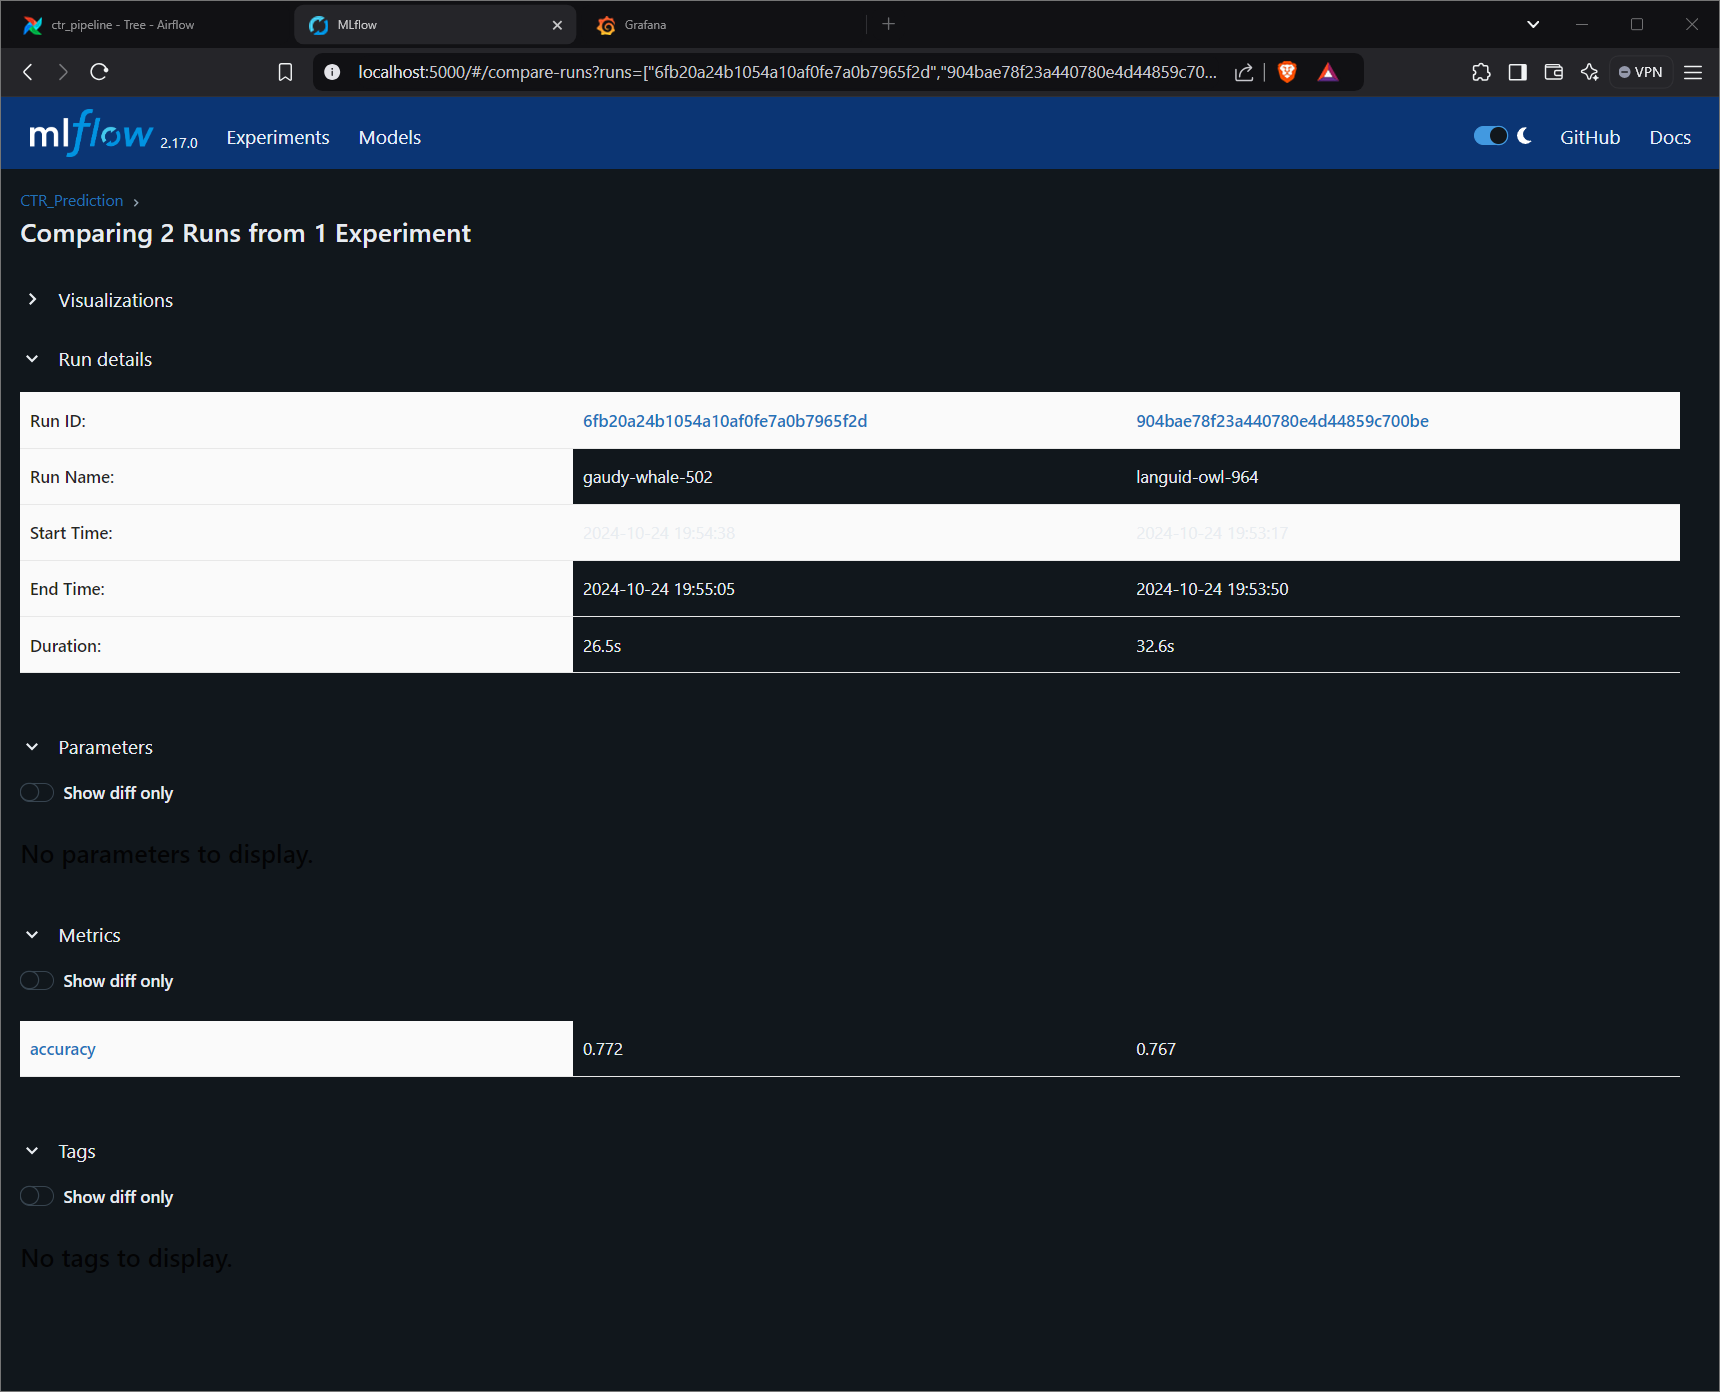 ctr_pipeline - Tree - Airflow MLflow Grafana
localhost:5000/#/compare-runs?runs=["6fb20a24b1054a10af0fe7a0b7965f2d","904bae78f23a440780e4d44859c70... VPN
mlflow 2.17.0 Experiments Models GitHub Docs
CTR_Prediction
Comparing 2 Runs from 1 Experiment
Visualizations
Run details
Run ID: 6fb20a24b1054a10af0fe7a0b7965f2d 904bae78f23a440780e4d44859c700be
Run Name: gaudy-whale-502 languid-owl-964
Start Time: 2024-10-24 19:54:38 2024-10-24 19:53:17
End Time: 2024-10-24 19:55:05 2024-10-24 19:53:50
Duration: 26.5s 32.6s
Parameters
Show diff only
No parameters to display.
Metrics
Show diff only
accuracy 0.772 0.767
Tags
Show diff only
No tags to display.